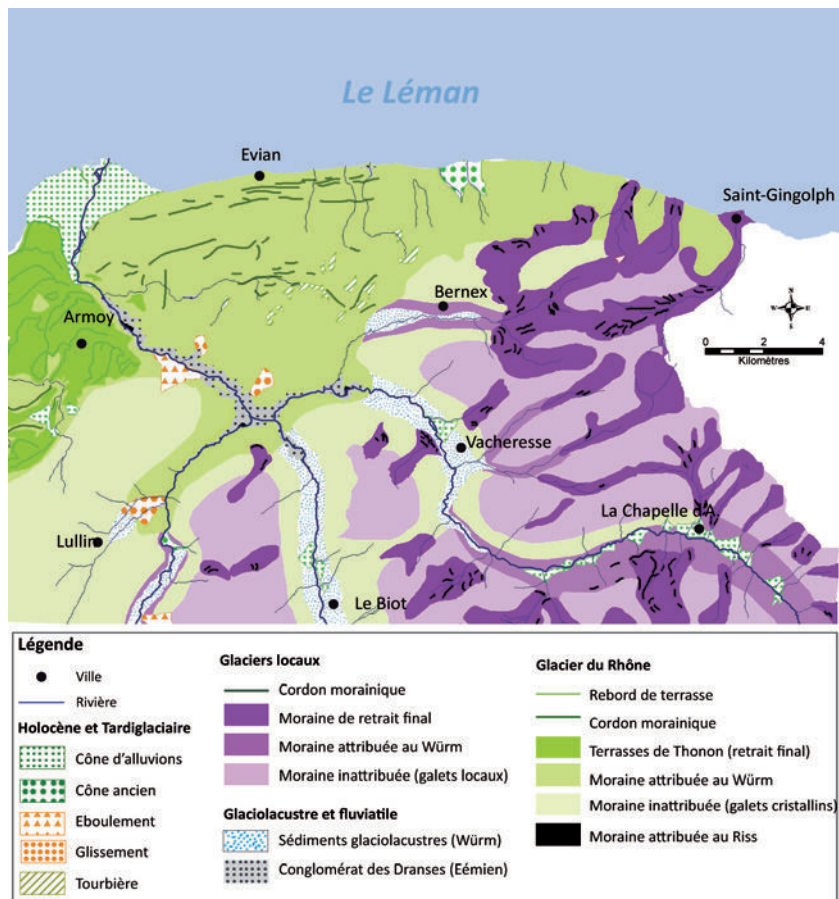 Le Léman
Evian
Saint-Gingolph
Bernex
Armoy
N
W E
S
0 2 4
Kilomètres
Vacheresse
La Chapelle d'A.
Lullin
Le Biot
Légende
Ville
Rivière
Holocène et Tardiglaciaire
Cône d'alluvions
Cône ancien
Eboulement
Glissement
Tourbière
Glaciers locaux
Cordon morainique
Moraine de retrait final
Moraine attribuée au Würm
Moraine inattribuée (galets locaux)
Glaciolacustre et fluviatile
Sédiments glaciolacustres (Würm)
Conglomérat des Dranses (Eémien)
Glacier du Rhône
Rebord de terrasse
Cordon morainique
Terrasses de Thonon (retrait final)
Moraine attribuée au Würm
Moraine inattribuée (galets cristallins)
Moraine attribuée au Riss